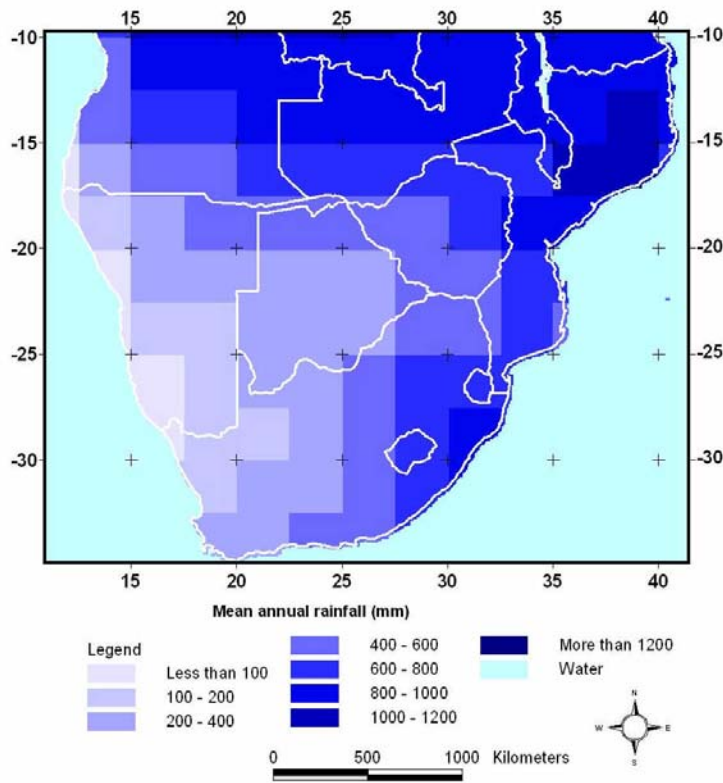 15 20 25 30 35 40
-10 -10
-15 -15
-20 -20
-25 -25
-30 -30
15 20 25 30 35 40
Mean annual rainfall (mm)
Legend
Less than 100
100 - 200
200 - 400
400 - 600
600 - 800
800 - 1000
1000 - 1200
More than 1200
Water
N
W E
S
0 500 1000 Kilometers